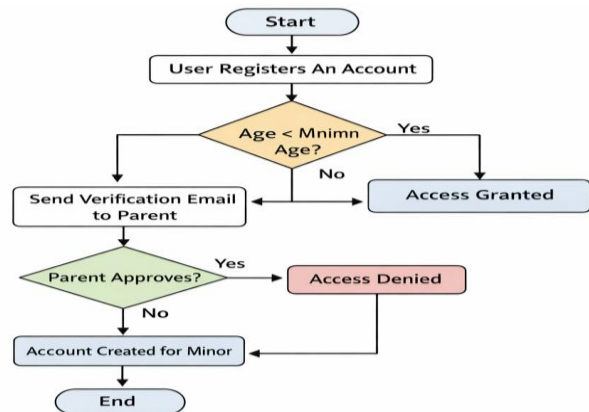 Start
User Registers An Account
Age < Mnimn
Age?
Yes
No
Send Verification Email
to Parent
Access Granted
Parent Approves?
Yes
Access Denied
No
Account Created for Minor
End